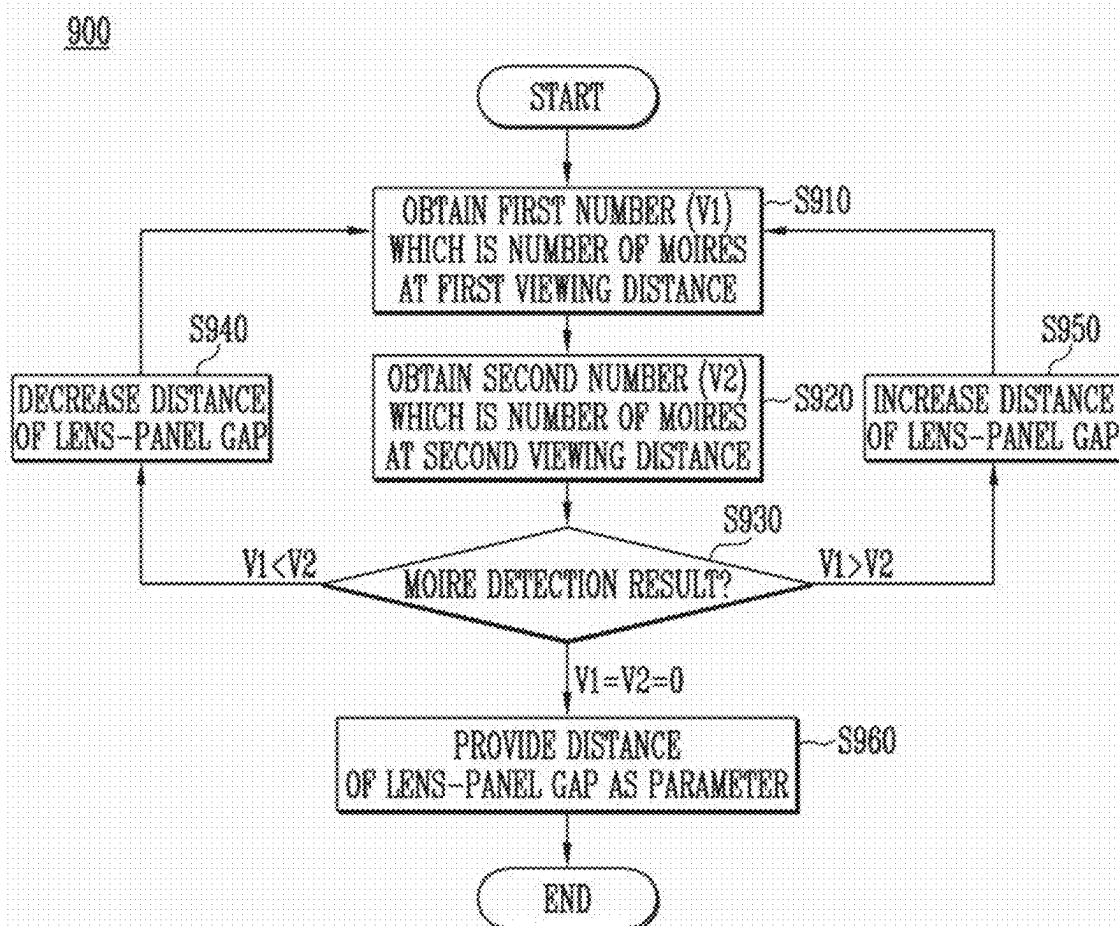 900
START
OBTAIN FIRST NUMBER (V1)
WHICH IS NUMBER OF MOIRES
AT FIRST VIEWING DISTANCE
S910
S940
DECREASE DISTANCE
OF LENS-PANEL GAP
OBTAIN SECOND NUMBER (V2)
WHICH IS NUMBER OF MOIRES
AT SECOND VIEWING DISTANCE
S920
S950
INCREASE DISTANCE
OF LENS-PANEL GAP
S930
V1<V2
MOIRE DETECTION RESULT?
V1>V2
V1=V2=0
PROVIDE DISTANCE
OF LENS-PANEL GAP AS PARAMETER
S960
END